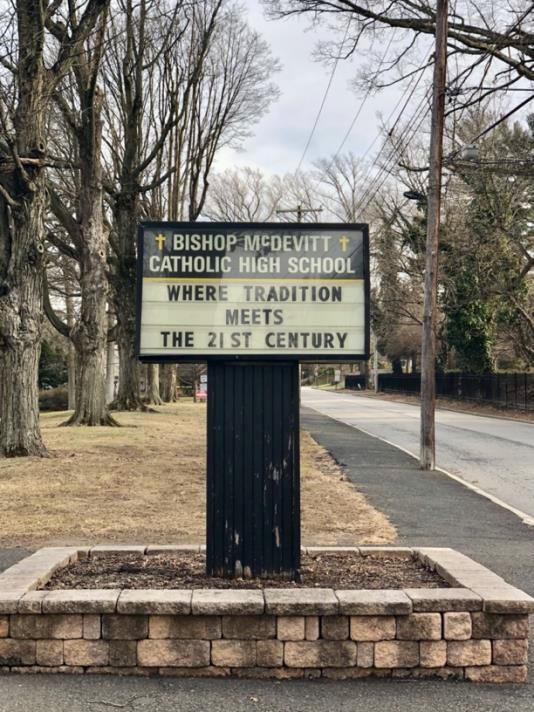 BISHOP McDEVITT
CATHOLIC HIGH SCHOOL
WHERE TRADITION
MEETS
THE 21ST CENTURY